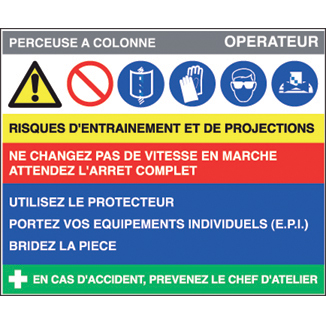 PERCEUSE A COLONNE OPERATEUR
RISQUES D'ENTRAINEMENT ET DE PROJECTIONS
NE CHANGEZ PAS DE VITESSE EN MARCHE
ATTENDEZ L'ARRET COMPLET
UTILISEZ LE PROTECTEUR
PORTEZ VOS EQUIPEMENTS INDIVIDUELS (E.P.I.)
BRIDEZ LA PIECE
EN CAS D'ACCIDENT, PREVENEZ LE CHEF D'ATELIER